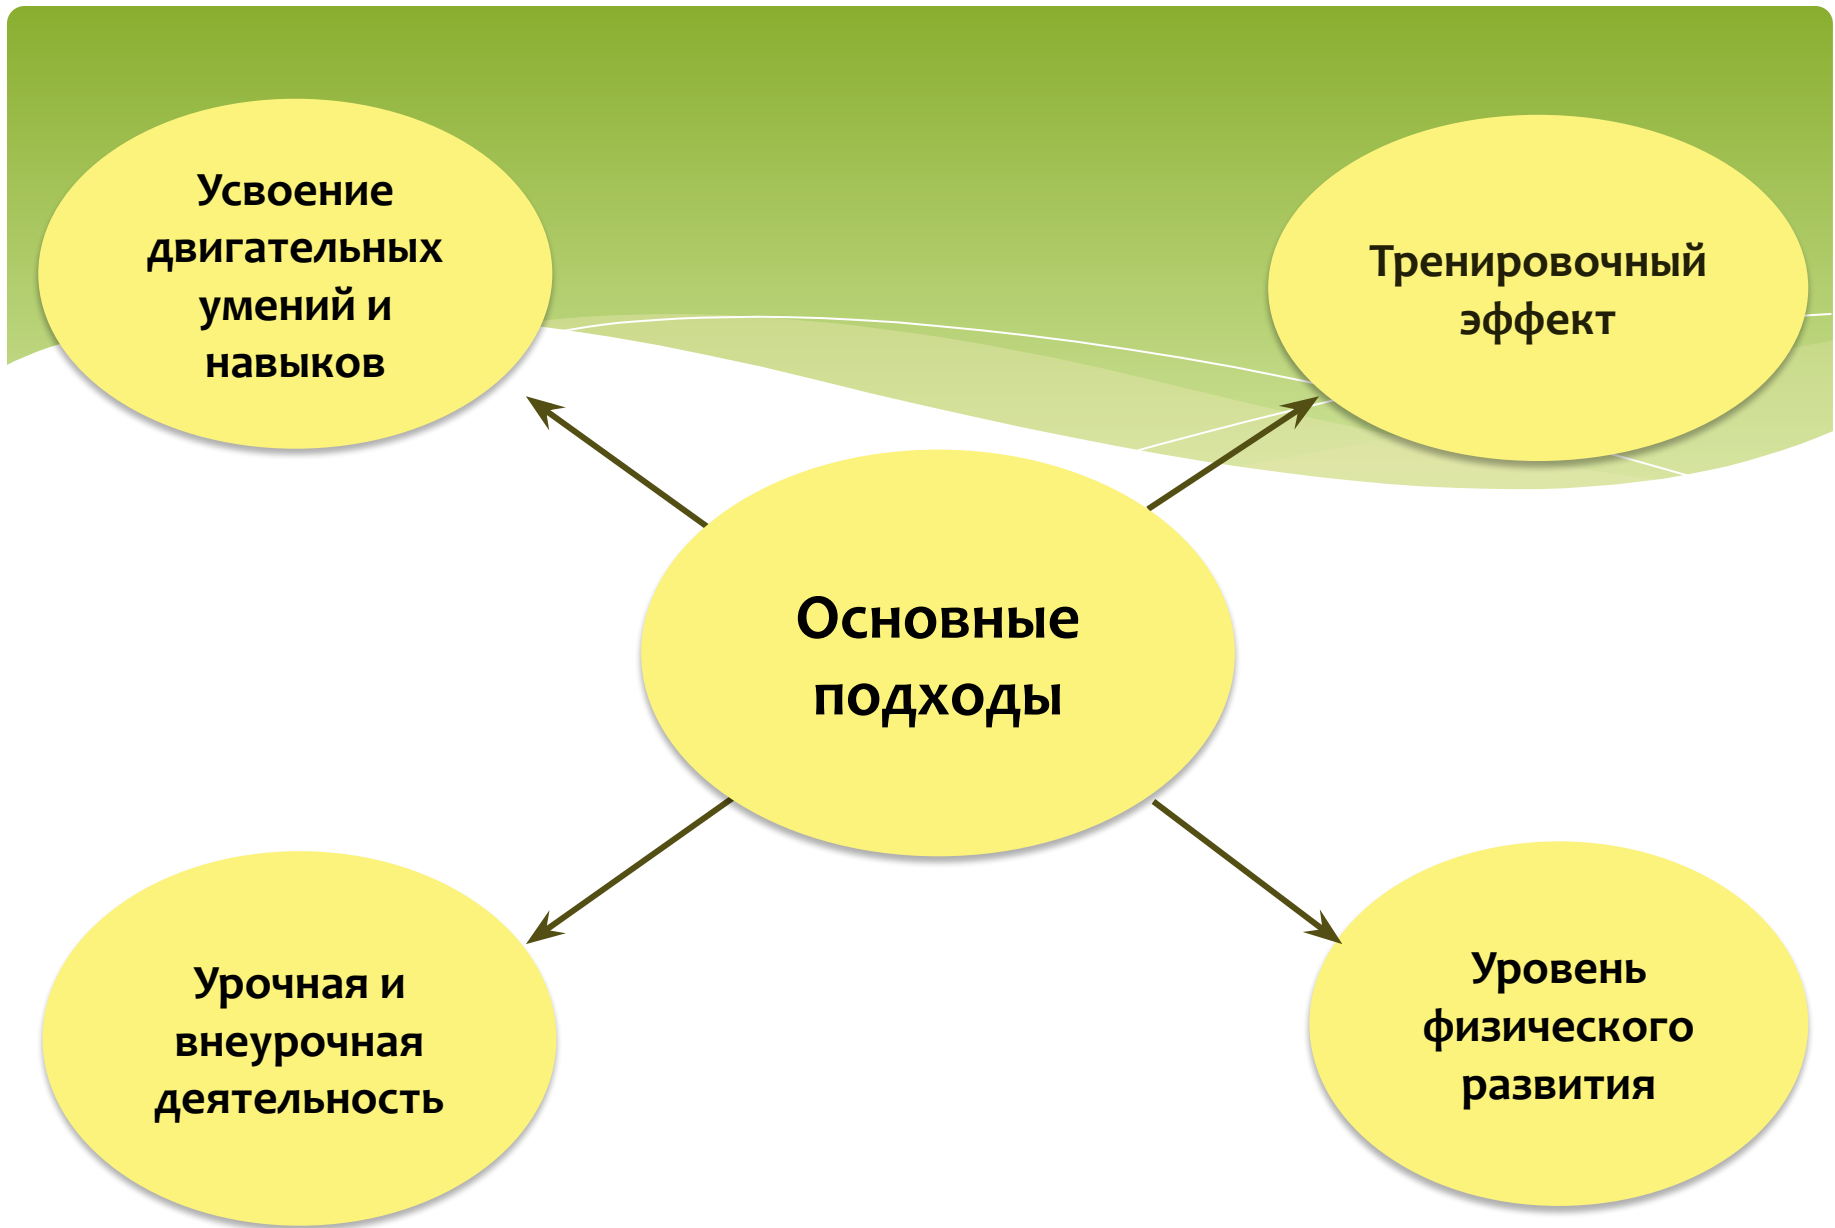 Усвоение
двигательных
умений и
навыков
Тренировочный
эффект
Основные
подходы
Урочная и
внеурочная
деятельность
Уровень
физического
развития